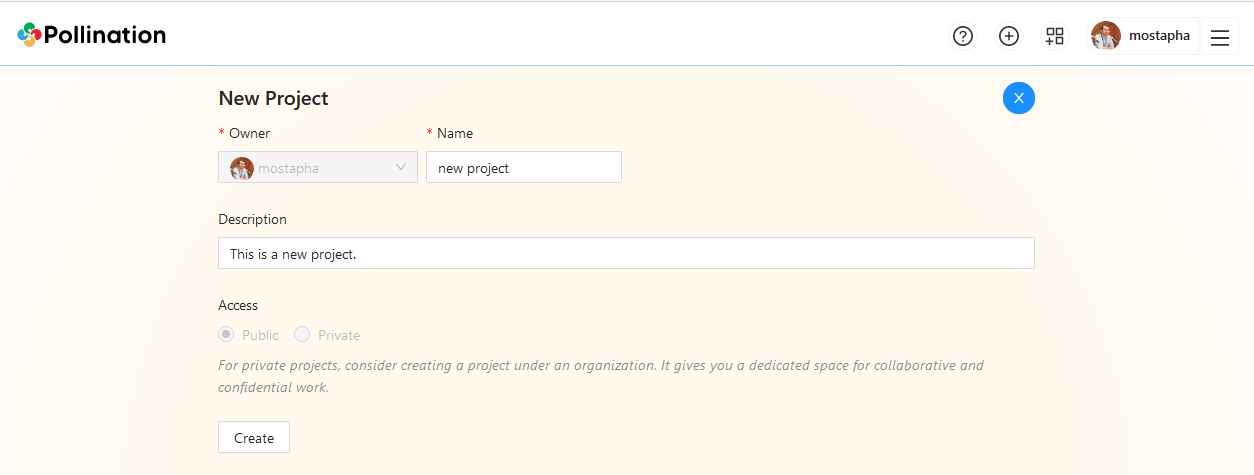 Pollination
mostapha
New Project
X
* Owner
* Name
mostapha
new project
Description
This is a new project.
Access
Public
Private
For private projects, consider creating a project under an organization. It gives you a dedicated space for collaborative and
confidential work.
Create